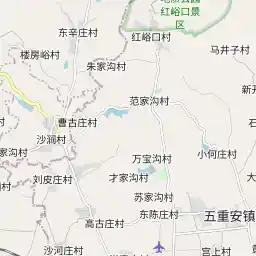 红峪口景
区
东辛庄村
红峪口村
马井子村
楼房峪村
朱家沟村
新开
范家沟村
曹古庄村
沙涧村
家沟村
万宝沟村
小何庄村
刘皮庄村
才家沟村
大
苏家沟村
东陈庄村
五重安镇
高古庄村
沙河庄村
宫上村
黄